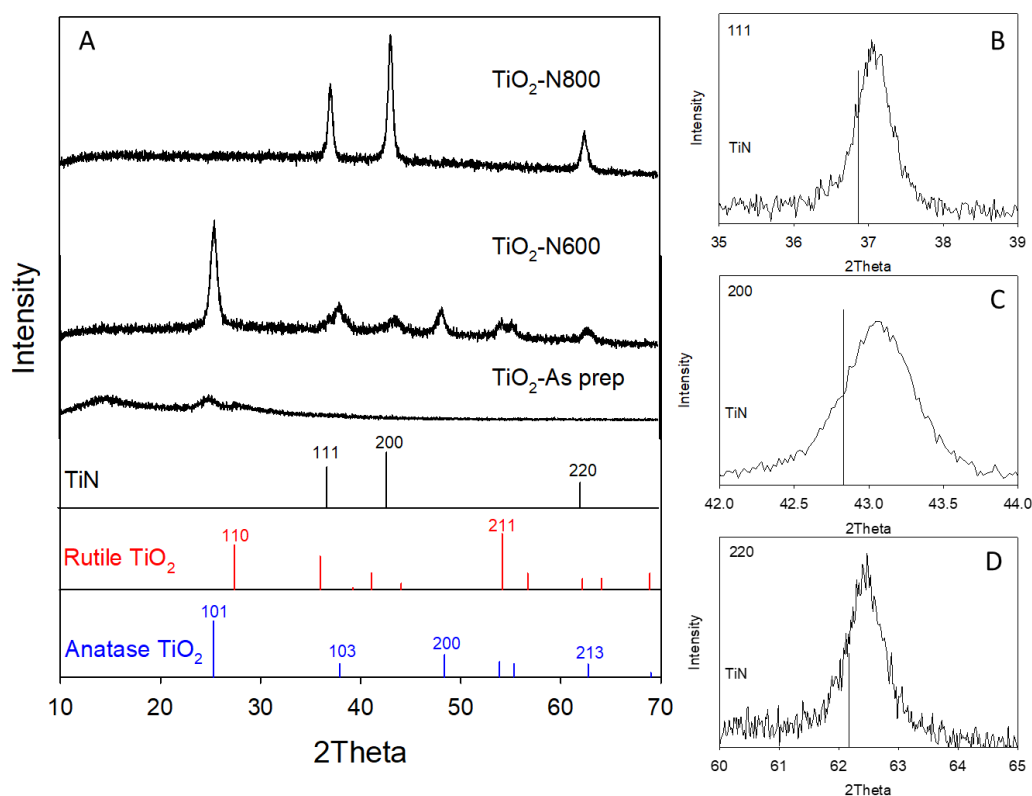 A
TiO₂-N800
TiO₂-N600
TiO₂-As prep
Intensity
TiN
111
200
220
Rutile TiO₂
110
211
Anatase TiO₂
101
103
200
213
10 20 30 40 50 60 70
2Theta
111
B
Intensity
TiN
35 36 37 38 39
2Theta
200
C
Intensity
TiN
42.0 42.5 43.0 43.5 44.0
2Theta
220
D
Intensity
TiN
60 61 62 63 64 65
2Theta